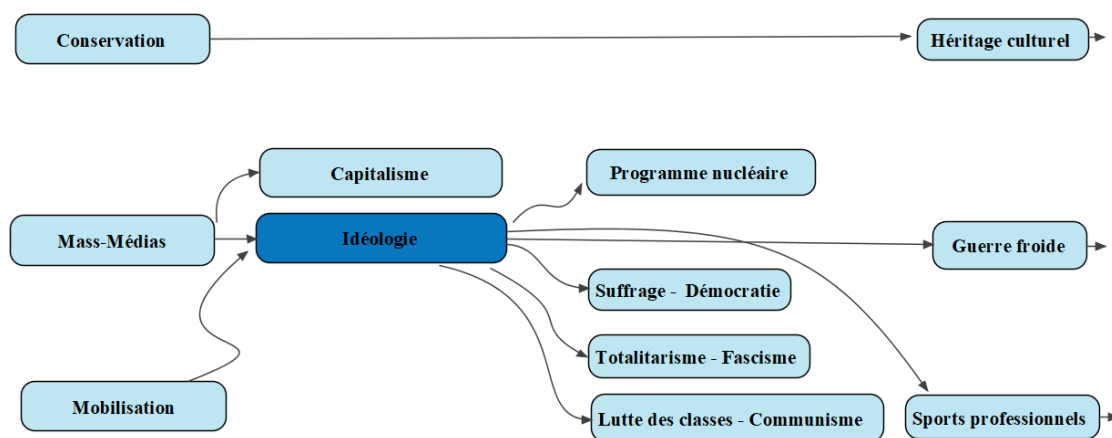 Conservation
Héritage culturel
Capitalisme
Programme nucléaire
Mass-Médias
Idéologie
Guerre froide
Suffrage - Démocratie
Totalitarisme - Fascisme
Mobilisation
Lutte des classes - Communisme
Sports professionnels